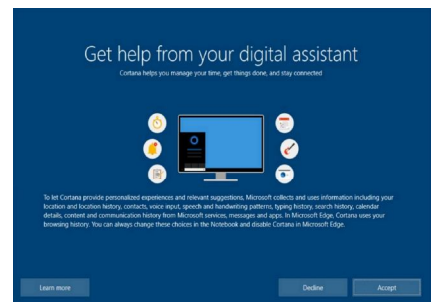 Get help from your digital assistant
Cortana helps you manage your time, get things done, and stay connected
To let Cortana provide personalized experiences and relevant suggestions, Microsoft collects and uses information including your
location and location history, contacts, voice input, speech and handwriting patterns, typing history, search history, calendar
details, content and communication history from Microsoft services, messages and apps. In Microsoft Edge, Cortana uses your
browsing history. You can always change these choices in the Notebook and disable Cortana in Microsoft Edge.
Learn more
Decline
Accept